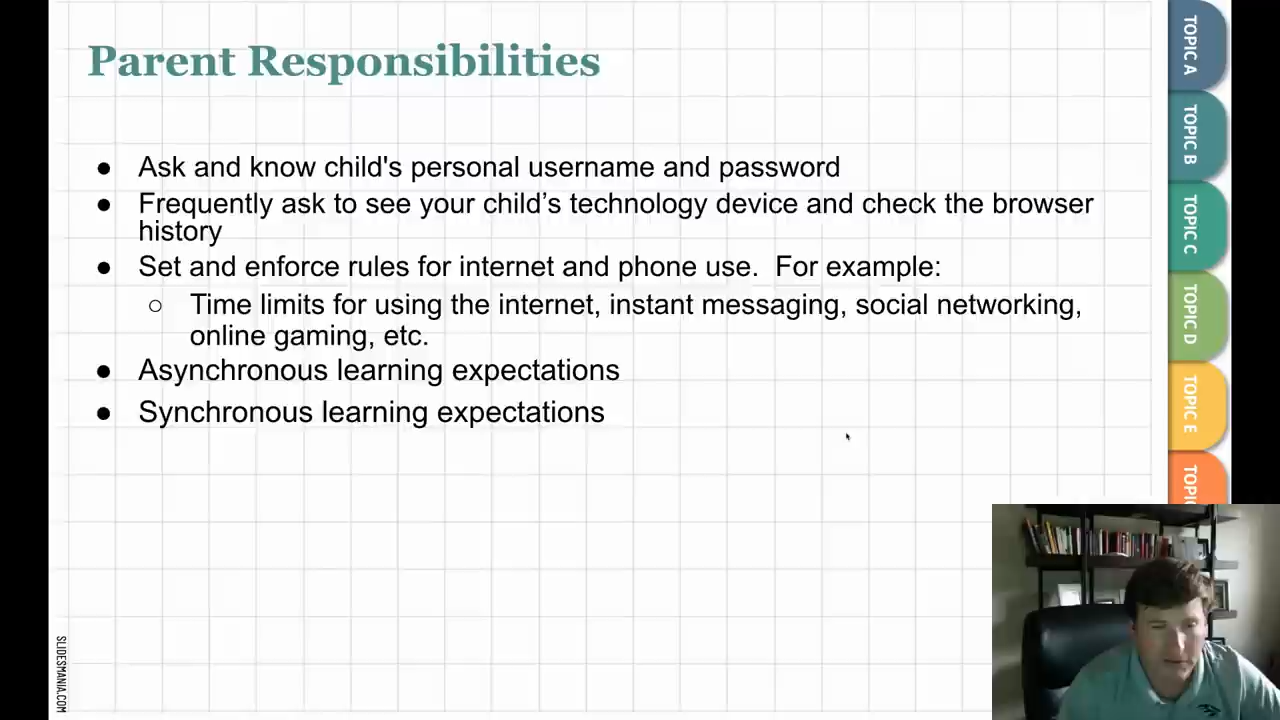 Parent Responsibilities
● Ask and know child's personal username and password
● Frequently ask to see your child’s technology device and check the browser
history
● Set and enforce rules for internet and phone use.  For example:
○ Time limits for using the internet, instant messaging, social networking,
online gaming, etc.
● Asynchronous learning expectations
● Synchronous learning expectations
TOPIC A
TOPIC B
TOPIC C
TOPIC D
TOPIC E
TOPIC
SLIDESMANIA.COM